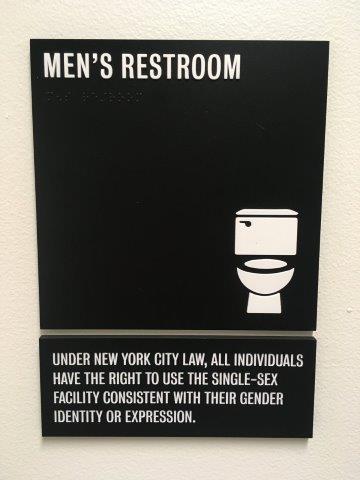 MEN'S RESTROOM
UNDER NEW YORK CITY LAW, ALL INDIVIDUALS
HAVE THE RIGHT TO USE THE SINGLE-SEX
FACILITY CONSISTENT WITH THEIR GENDER
IDENTITY OR EXPRESSION.